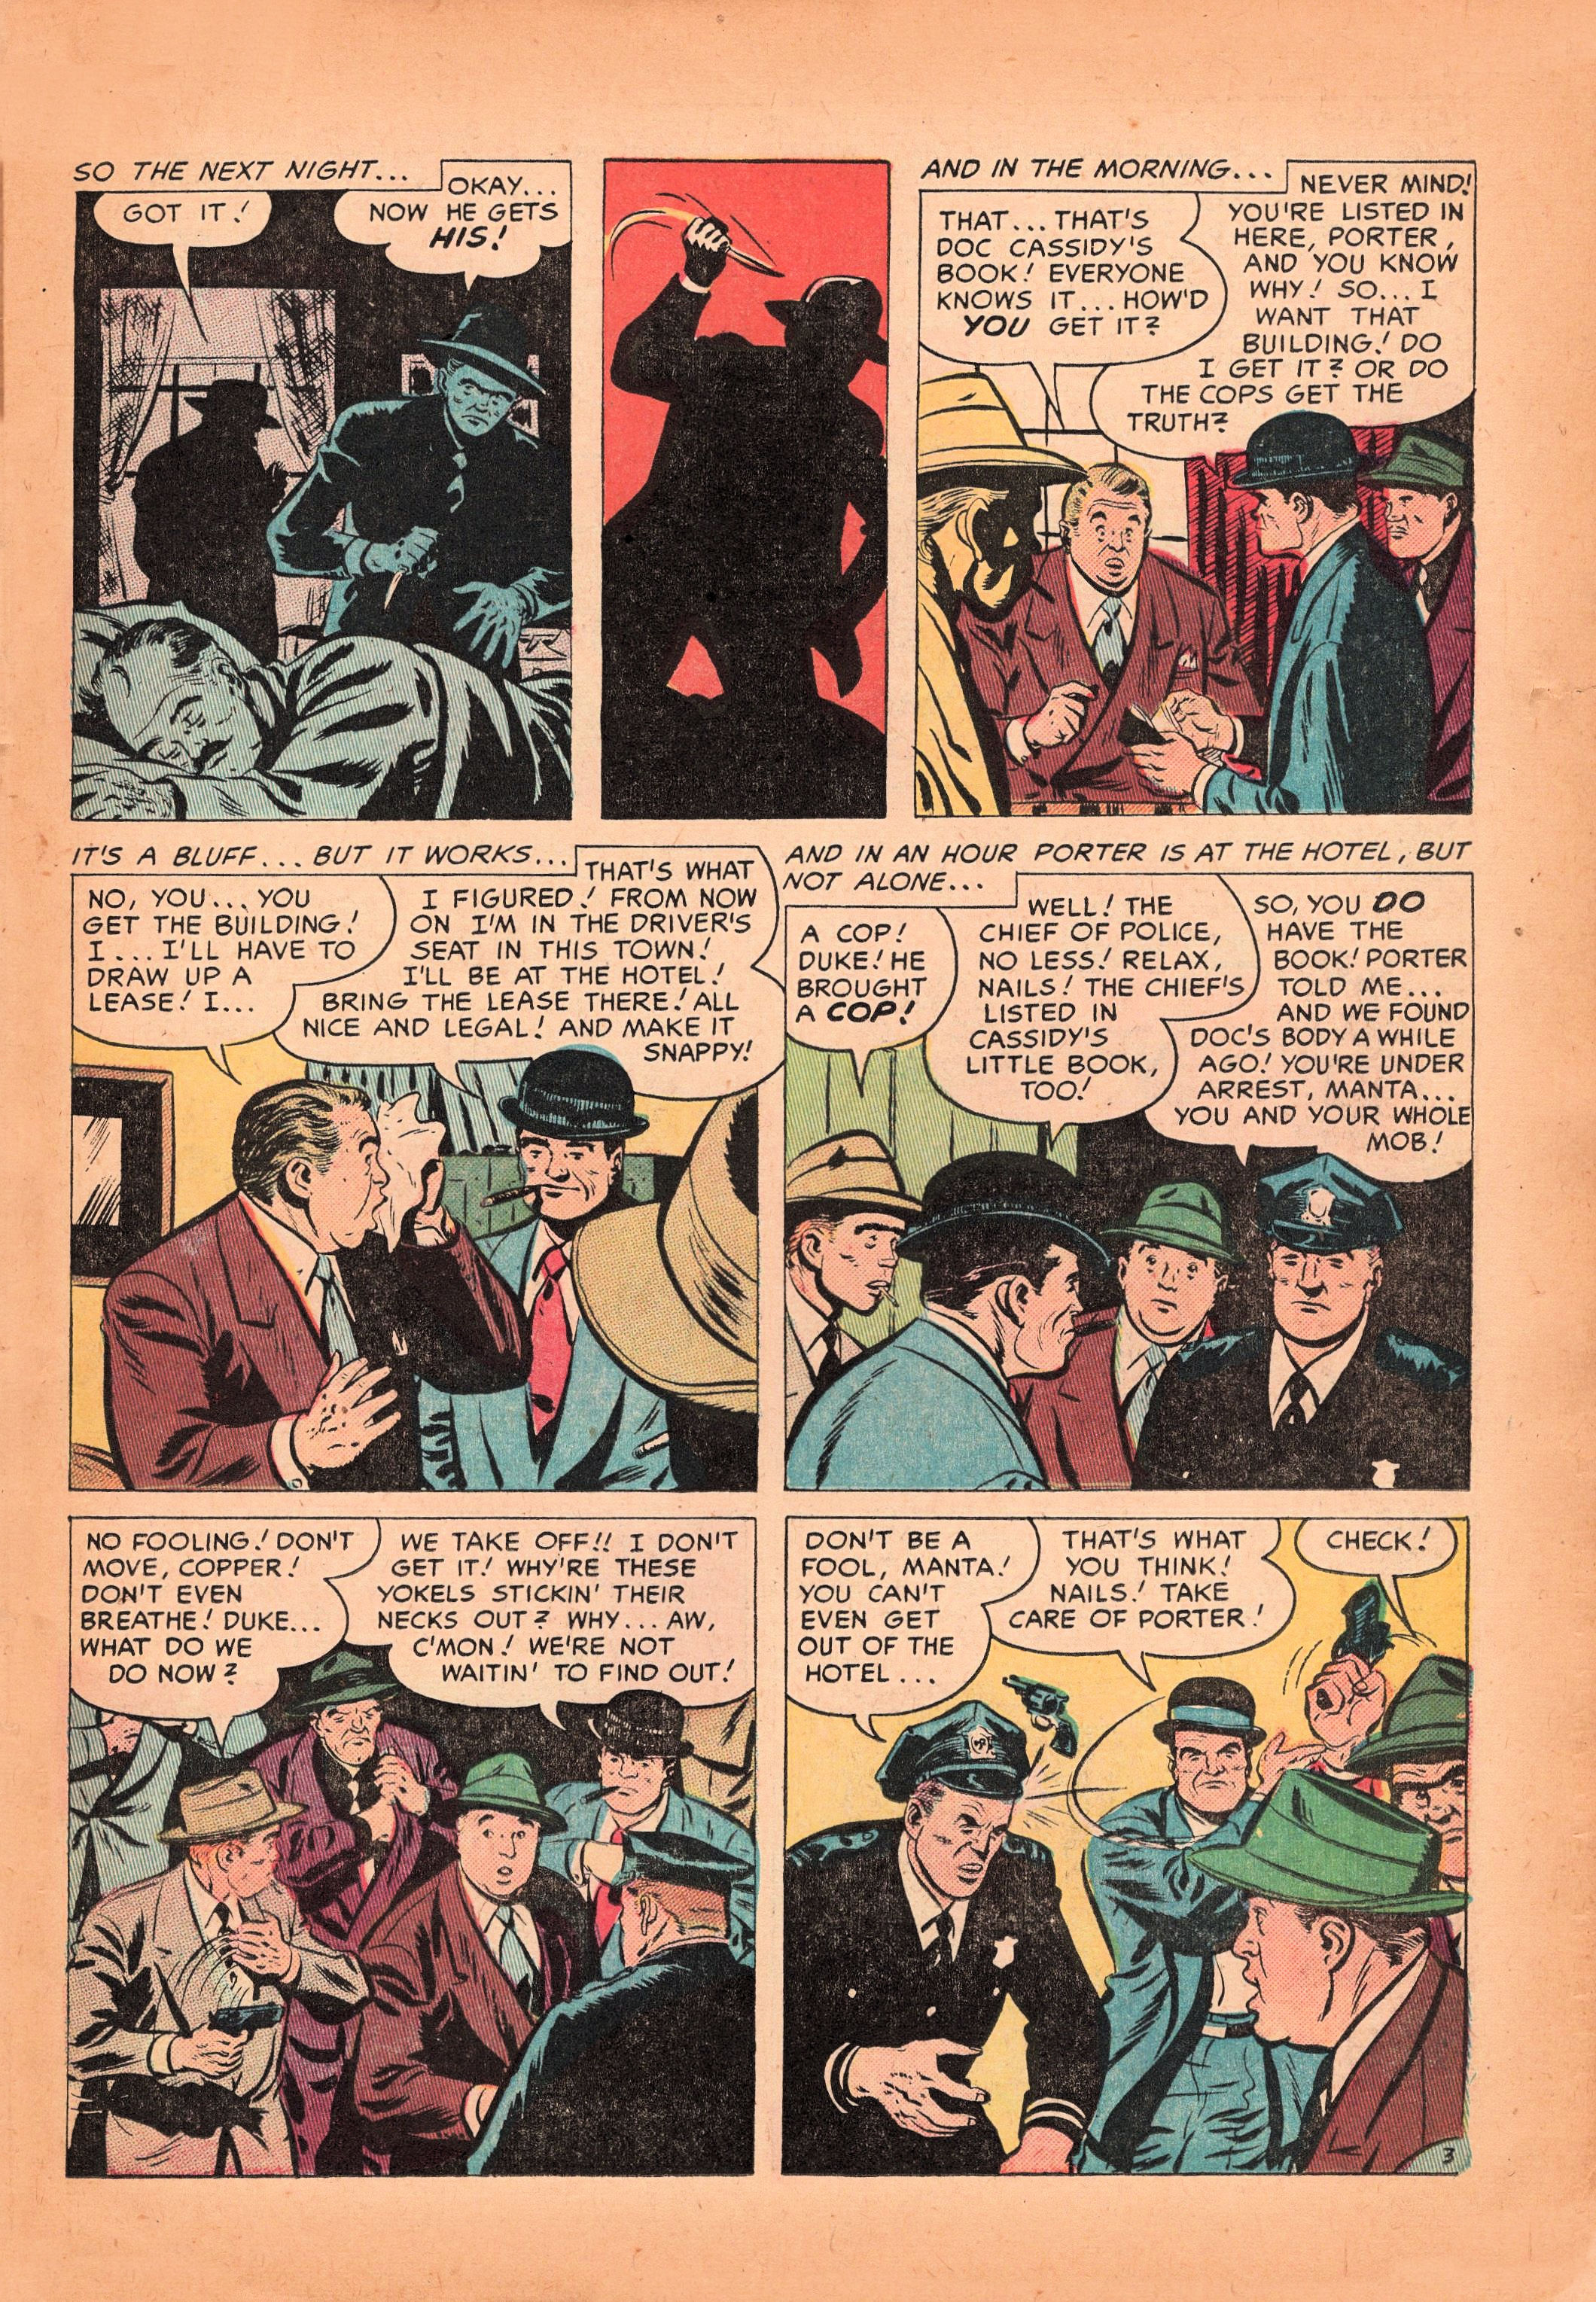 SO THE NEXT NIGHT...
GOT IT!
OKAY...
NOW HE GETS
HIS!
AND IN THE MORNING...
THAT...THAT'S
DOC CASSIDY'S
BOOK! EVERYONE
KNOWS IT...HOW'D
YOU GET IT?
NEVER MIND!
YOU'RE LISTED IN
HERE, PORTER,
AND YOU KNOW
WHY! SO...I
WANT THAT
BUILDING! DO
I GET IT? OR DO
THE COPS GET THE
TRUTH?
IT'S A BLUFF...BUT IT WORKS...
NO, YOU...YOU
GET THE BUILDING!
I...I'LL HAVE TO
DRAW UP A
LEASE! I...
THAT'S WHAT
I FIGURED! FROM NOW
ON I'M IN THE DRIVER'S
SEAT IN THIS TOWN!
I'LL BE AT THE HOTEL!
BRING THE LEASE THERE! ALL
NICE AND LEGAL! AND MAKE IT
SNAPPY!
AND IN AN HOUR PORTER IS AT THE HOTEL, BUT
NOT ALONE...
A COP!
DUKE! HE
BROUGHT
A COP!
WELL! THE
CHIEF OF POLICE,
NO LESS! RELAX,
NAILS! THE CHIEF'S
LISTED IN
CASSIDY'S
LITTLE BOOK,
TOO!
SO, YOU DO
HAVE THE
BOOK! PORTER
TOLD ME...
AND WE FOUND
DOC'S BODY A WHILE
AGO! YOU'RE UNDER
ARREST, MANTA...
YOU AND YOUR WHOLE
MOB!
NO FOOLING! DON'T
MOVE, COPPER!
DON'T EVEN
BREATHE! DUKE...
WHAT DO WE
DO NOW?
WE TAKE OFF!! I DON'T
GET IT! WHY'RE THESE
YOKELS STICKIN' THEIR
NECKS OUT? WHY...AW,
C'MON! WE'RE NOT
WAITIN' TO FIND OUT!
DON'T BE A
FOOL, MANTA!
YOU CAN'T
EVEN GET
OUT OF THE
HOTEL...
THAT'S WHAT
YOU THINK!
NAILS! TAKE
CARE OF PORTER!
CHECK!
3